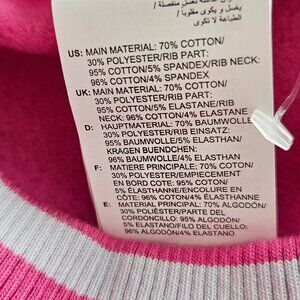 US: MAIN MATERIAL: 70% COTTON/
30% POLYESTER/RIB PART:
95% COTTON/5% SPANDEX/RIB NECK:
96% COTTON/4% SPANDEX
UK: MAIN MATERIAL: 70% COTTON/
30% POLYESTER/RIB PART:
95% COTTON/5% ELASTANE/RIB
NECK: 96% COTTON/4% ELASTANE
D: HAUPTMATERIAL: 70% BAUMWOLLE/
30% POLYESTER/RIB EINSATZ:
95% BAUMWOLLE/5% ELASTHAN/
KRAGEN BUENDCHEN:
96% BAUMWOLLE/4% ELASTHAN
F: MATIERE PRINCIPALE: 70% COTON/
30% POLYESTER/EMPIECEMENT
EN BORD COTE: 95% COTON/
5% ÉLASTHANNE/ENCOLURE EN
CÔTE: 96% COTON/4% ÉLASTHANNE
E: MATERIAL PRINCIPAL: 70% ALGODÓN/
30% POLIÉSTER/PARTE DEL
CORDONCILLO: 95% ALGODÓN/
5% ELASTANO/FILO DEL CUELLO:
96% ALGODÓN/4% ELASTANO